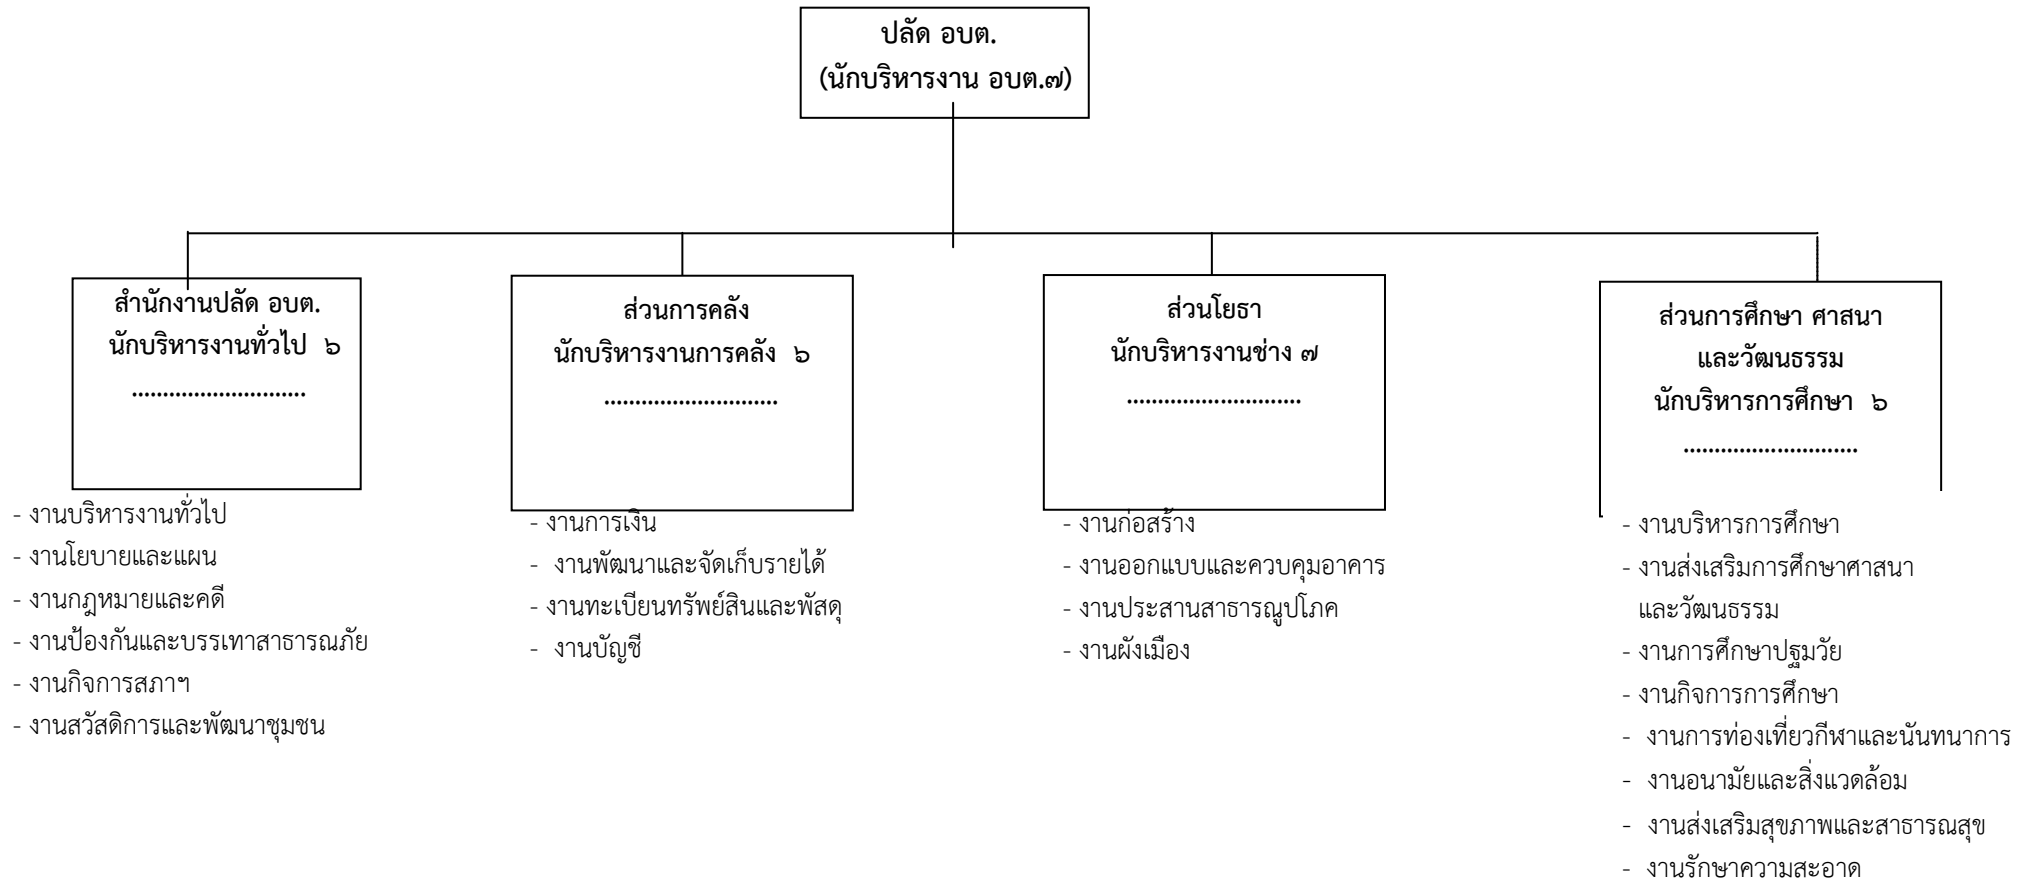 ปลัด อบต.
(นักบริหารงาน อบต.๗)
สำนักงานปลัด อบต.
นักบริหารงานทั่วไป ๖
............................
- งานบริหารงานทั่วไป
- งานโยบายและแผน
- งานกฎหมายและคดี
- งานป้องกันและบรรเทาสาธารณภัย
- งานกิจการสภาฯ
- งานสวัสดิการและพัฒนาชุมชน
ส่วนการคลัง
นักบริหารงานการคลัง ๖
............................
- งานการเงิน
- งานพัฒนาและจัดเก็บรายได้
- งานทะเบียนทรัพย์สินและพัสดุ
- งานบัญชี
ส่วนโยธา
นักบริหารงานช่าง ๗
............................
- งานก่อสร้าง
- งานออกแบบและควบคุมอาคาร
- งานประสานสาธารณูปโภค
- งานผังเมือง
ส่วนการศึกษา ศาสนา
และวัฒนธรรม
นักบริหารการศึกษา ๖
............................
- งานบริหารการศึกษา
- งานส่งเสริมการศึกษาศาสนา
และวัฒนธรรม
- งานการศึกษาปฐมวัย
- งานกิจการการศึกษา
- งานการท่องเที่ยวกีฬาและนันทนาการ
- งานอนามัยและสิ่งแวดล้อม
- งานส่งเสริมสุขภาพและสาธารณสุข
- งานรักษาความสะอาด